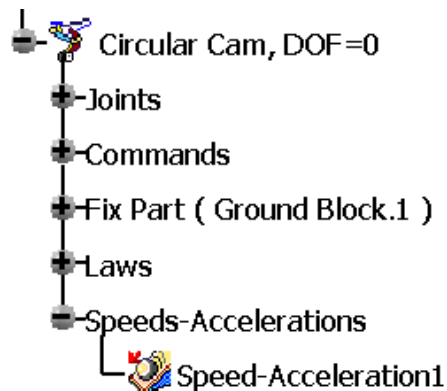 Circular Cam, DOF=0
Joints
Commands
Fix Part ( Ground Block.1 )
Laws
Speeds-Accelerations
Speed-Acceleration1